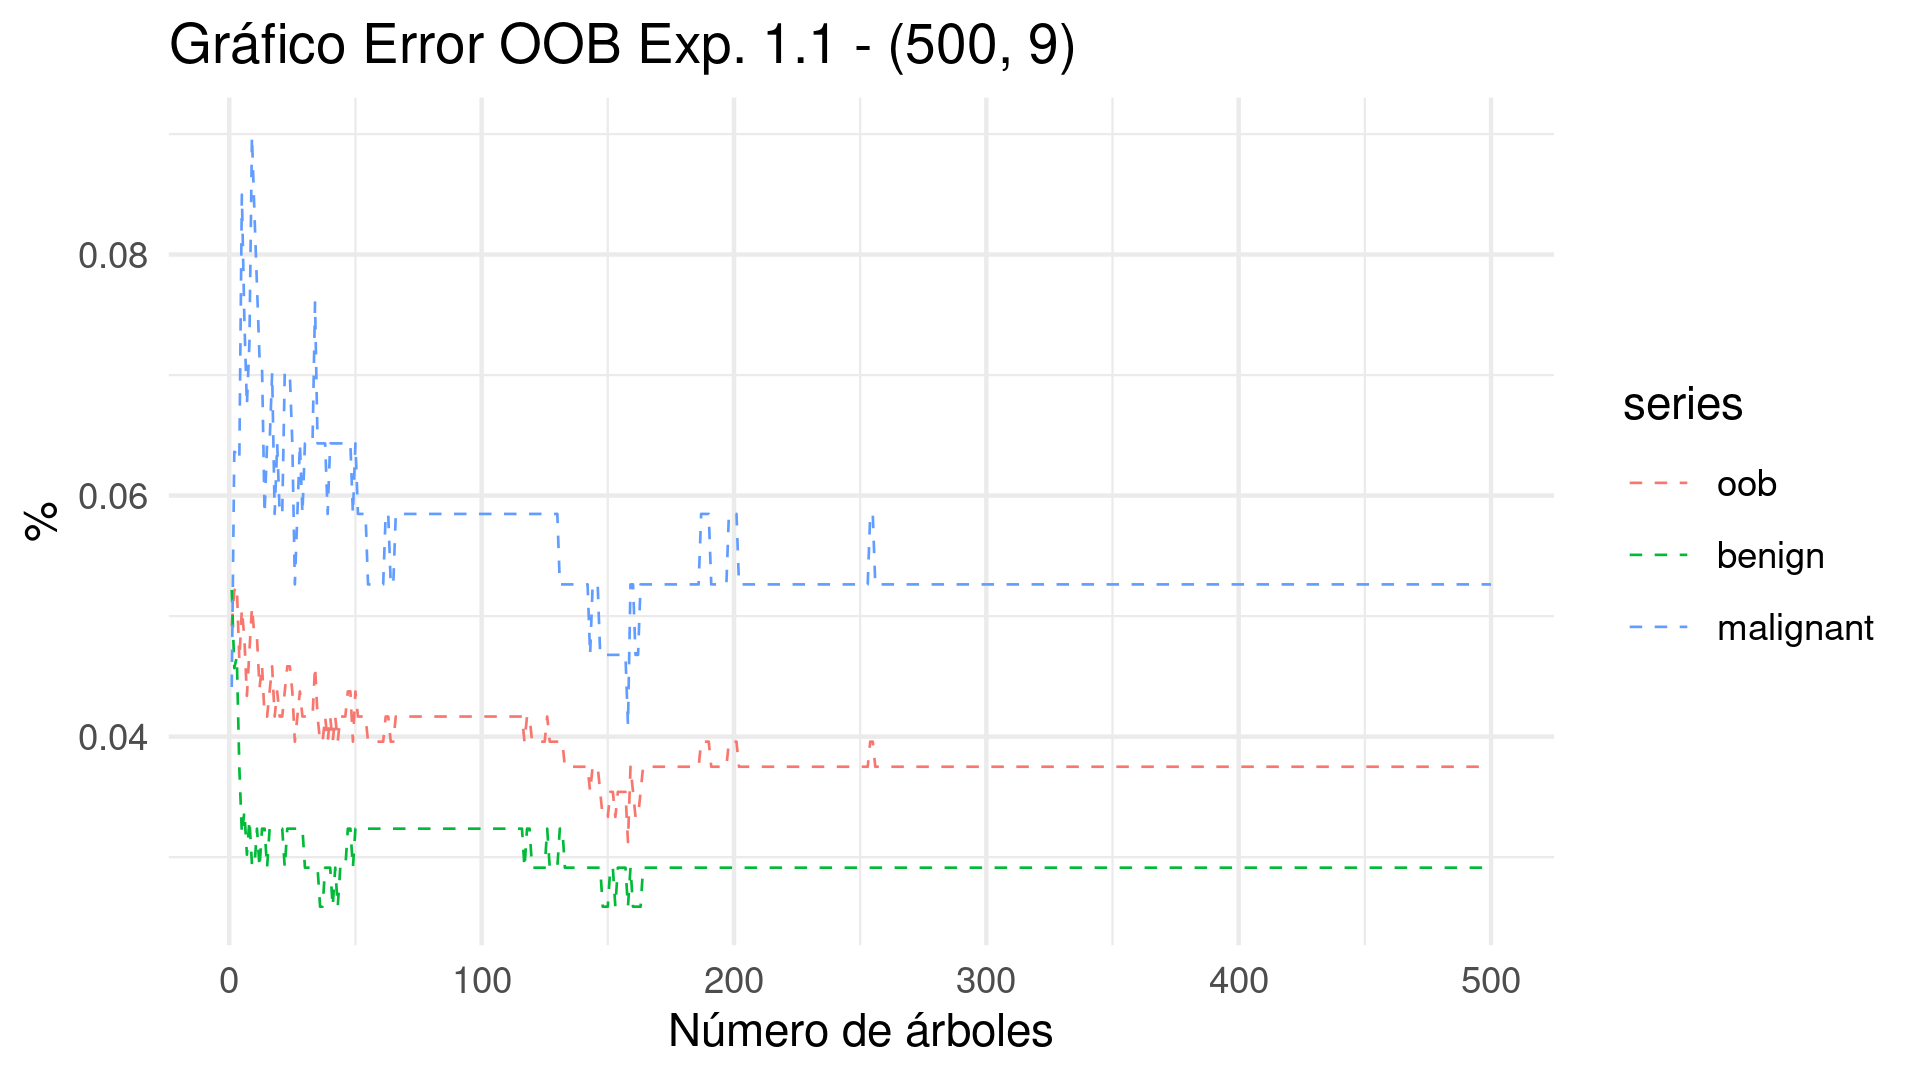 Gráfico Error OOB Exp. 1.1 - (500, 9)
%
0.08
0.06
0.04
0 100 200 300 400 500
Número de árboles
series
oob
benign
malignant